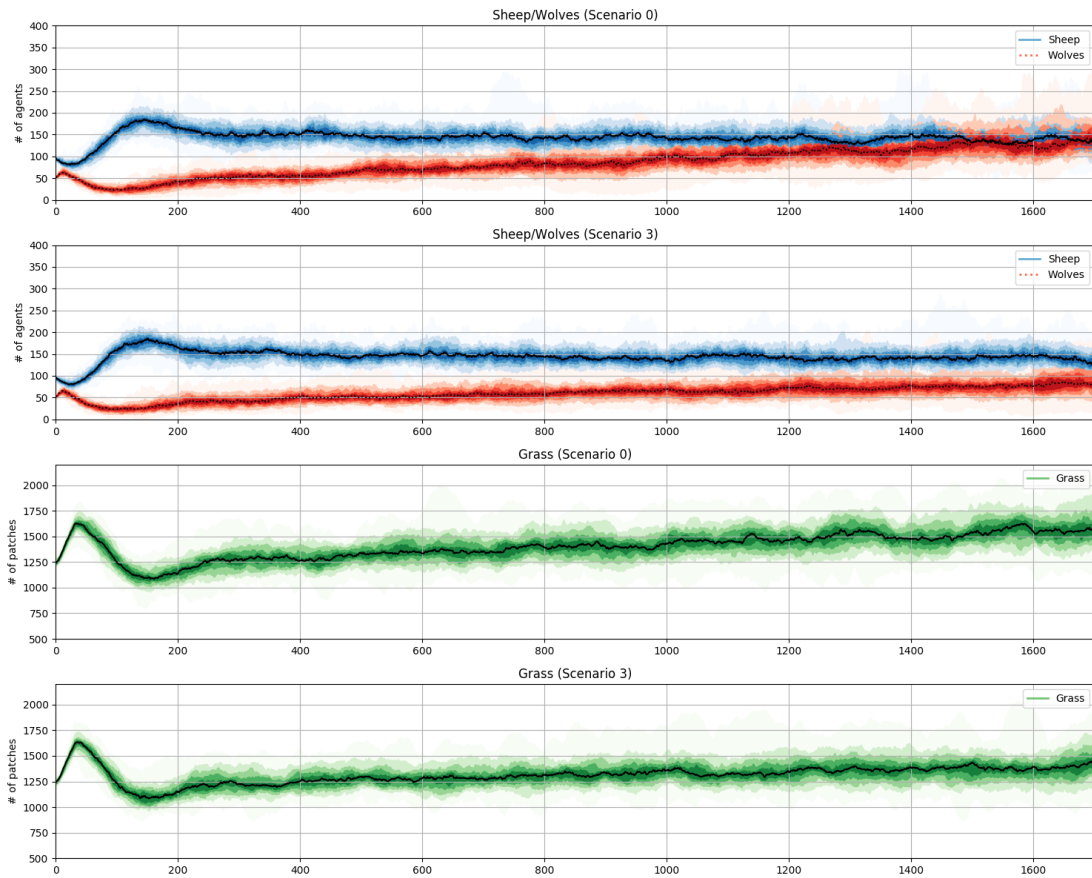 Sheep/Wolves (Scenario 0)
# of agents
400
350
300
250
200
150
100
50
0
Sheep
Wolves
0 200 400 600 800 1000 1200 1400 1600
Sheep/Wolves (Scenario 3)
# of agents
400
350
300
250
200
150
100
50
0
Sheep
Wolves
0 200 400 600 800 1000 1200 1400 1600
Grass (Scenario 0)
# of patches
2000
1750
1500
1250
1000
750
500
Grass
0 200 400 600 800 1000 1200 1400 1600
Grass (Scenario 3)
# of patches
2000
1750
1500
1250
1000
750
500
Grass
0 200 400 600 800 1000 1200 1400 1600